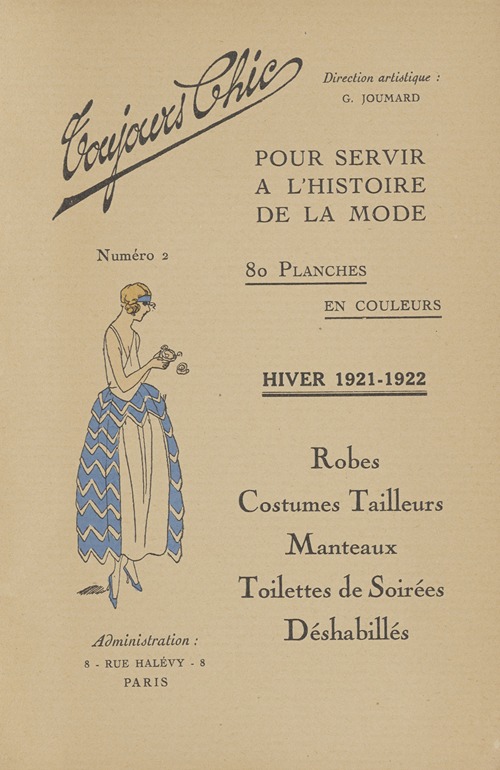 Toujours Chic
Direction artistique :
G. JOUMARD
POUR SERVIR
A L'HISTOIRE
DE LA MODE
Numéro 2
80 PLANCHES
EN COULEURS
HIVER 1921-1922
Robes
Costumes Tailleurs
Manteaux
Toilettes de Soirées
Déshabillés
Administration :
8 - RUE HALÉVY - 8
PARIS